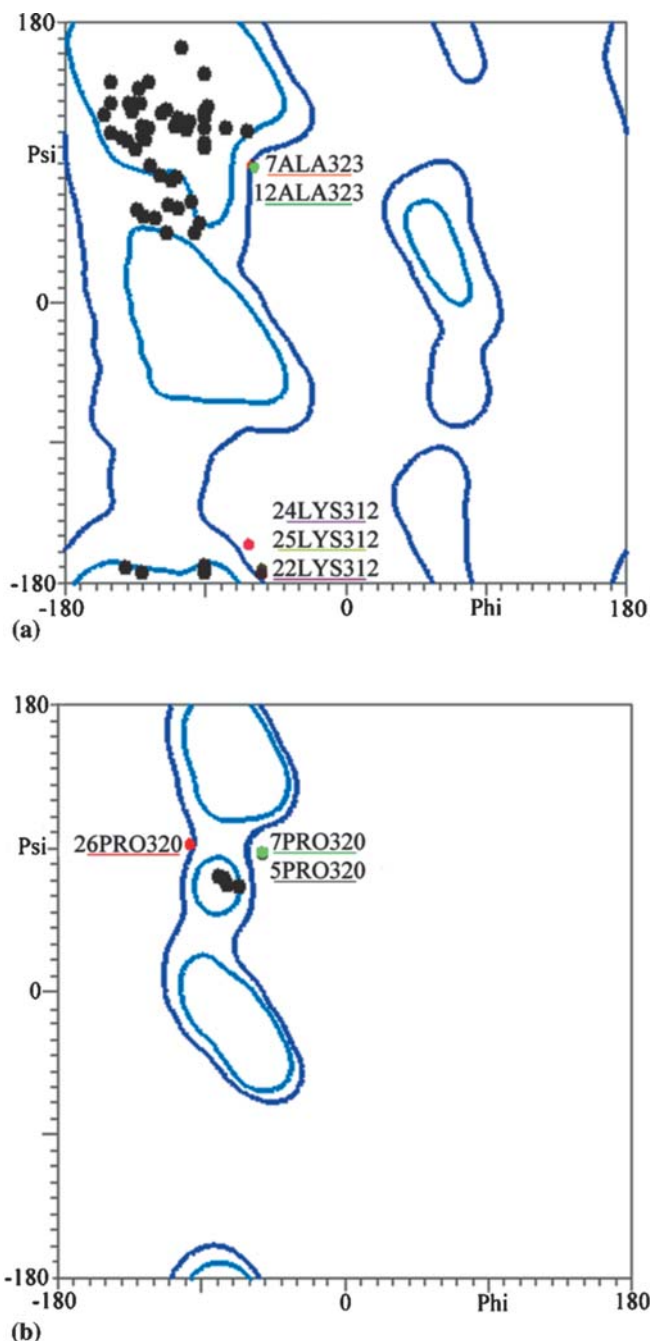 180
Psi
7ALA323
12ALA323
0
24LYS312
25LYS312
22LYS312
-180
-180 0 Phi 180
(a)
180
26PRO320 7PRO320
Psi
5PRO320
0
-180
-180 0 Phi 180
(b)